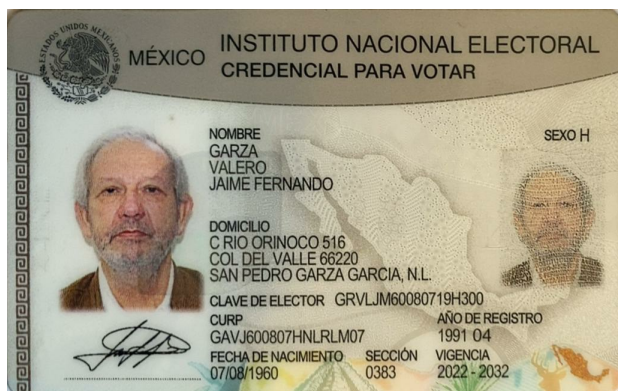 ESTADOS UNIDOS MEXICANOS
MÉXICO
INSTITUTO NACIONAL ELECTORAL
CREDENCIAL PARA VOTAR
NOMBRE
SEXO H
GARZA
VALERO
JAIME FERNANDO
DOMICILIO
C RIO ORINOCO 516
COL DEL VALLE 66220
SAN PEDRO GARZA GARCIA, N.L.
CLAVE DE ELECTOR GRVLJM60080719H300
CURP AÑO DE REGISTRO
GAVJ600807HNLRLM07 1991 04
FECHA DE NACIMIENTO SECCIÓN VIGENCIA
07/08/1960 0383 2022 - 2032